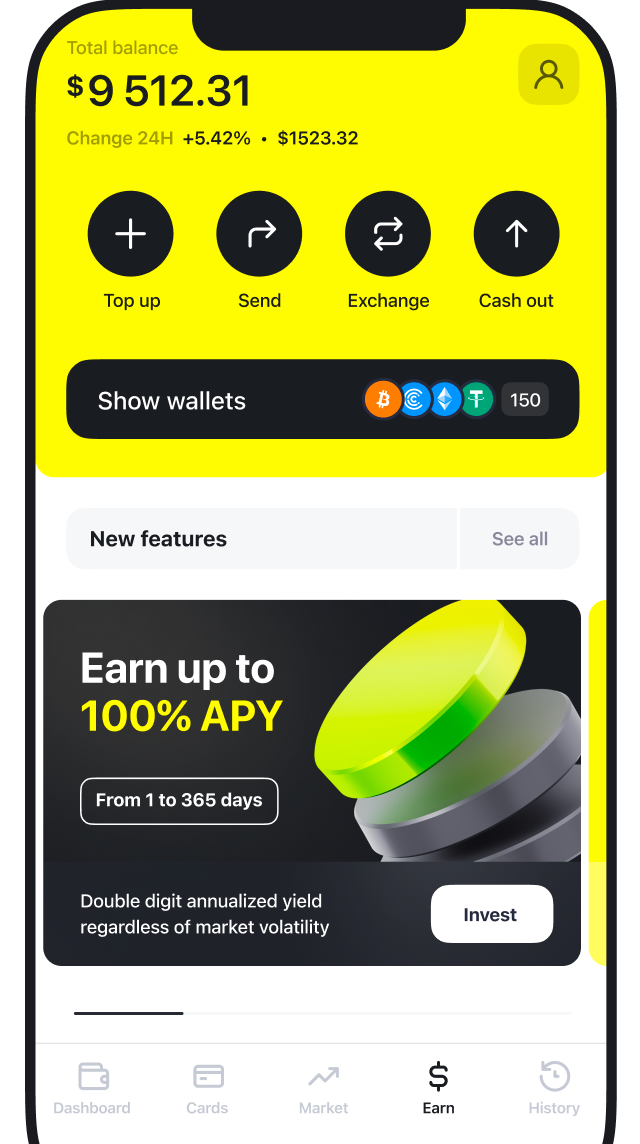 Total balance
$9 512.31
Change 24H +5.42% • $1523.32
Top up Send Exchange Cash out
Show wallets 150
New features See all
Earn up to
100% APY
From 1 to 365 days
Double digit annualized yield
regardless of market volatility
Invest
Dashboard Cards Market Earn History